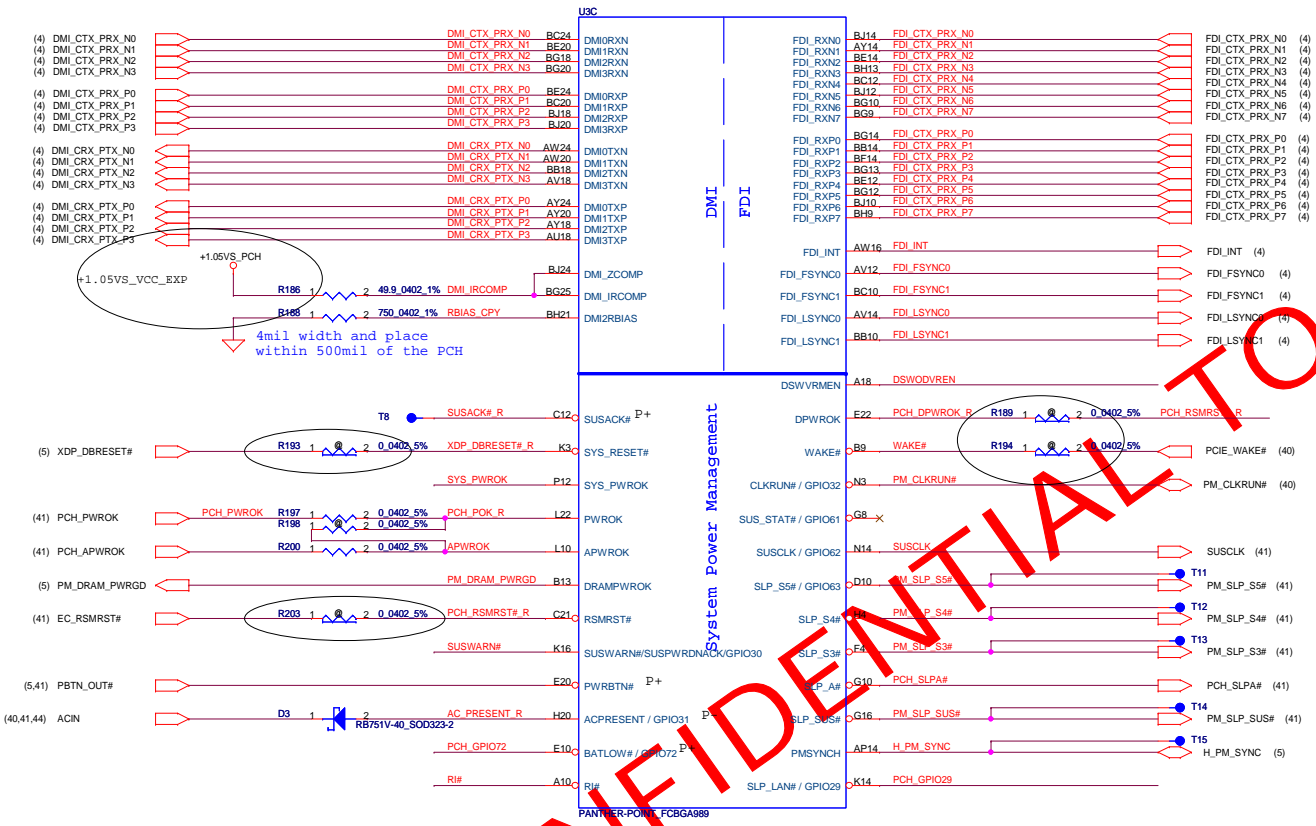 U3C
(4) DMI_CTX_PRX_N0 DMI_CTX_PRX_N0 BC24 DMI0RXN FDI_RXN0 BJ14 FDI_CTX_PRX_N0 FDI_CTX_PRX_N0 (4)
(4) DMI_CTX_PRX_N1 DMI_CTX_PRX_N1 BE20 DMI1RXN FDI_RXN1 AY14 FDI_CTX_PRX_N1 FDI_CTX_PRX_N1 (4)
(4) DMI_CTX_PRX_N2 DMI_CTX_PRX_N2 BG18 DMI2RXN FDI_RXN2 BE14 FDI_CTX_PRX_N2 FDI_CTX_PRX_N2 (4)
(4) DMI_CTX_PRX_N3 DMI_CTX_PRX_N3 BG20 DMI3RXN FDI_RXN3 BH13 FDI_CTX_PRX_N3 FDI_CTX_PRX_N3 (4)
FDI_RXN4 BC12 FDI_CTX_PRX_N4 FDI_CTX_PRX_N4 (4)
(4) DMI_CTX_PRX_P0 DMI_CTX_PRX_P0 BE24 DMI0RXP FDI_RXN5 BJ12 FDI_CTX_PRX_N5 FDI_CTX_PRX_N5 (4)
(4) DMI_CTX_PRX_P1 DMI_CTX_PRX_P1 BC20 DMI1RXP FDI_RXN6 BG10 FDI_CTX_PRX_N6 FDI_CTX_PRX_N6 (4)
(4) DMI_CTX_PRX_P2 DMI_CTX_PRX_P2 BJ18 DMI2RXP FDI_RXN7 BG9 FDI_CTX_PRX_N7 FDI_CTX_PRX_N7 (4)
(4) DMI_CTX_PRX_P3 DMI_CTX_PRX_P3 BJ20 DMI3RXP
FDI_RXP0 BG14 FDI_CTX_PRX_P0 FDI_CTX_PRX_P0 (4)
(4) DMI_CRX_PTX_N0 DMI_CRX_PTX_N0 AW24 DMI0TXN FDI_RXP1 BB14 FDI_CTX_PRX_P1 FDI_CTX_PRX_P1 (4)
(4) DMI_CRX_PTX_N1 DMI_CRX_PTX_N1 AW20 DMI1TXN FDI_RXP2 BF14 FDI_CTX_PRX_P2 FDI_CTX_PRX_P2 (4)
(4) DMI_CRX_PTX_N2 DMI_CRX_PTX_N2 BB18 DMI2TXN FDI_RXP3 BG13 FDI_CTX_PRX_P3 FDI_CTX_PRX_P3 (4)
(4) DMI_CRX_PTX_N3 DMI_CRX_PTX_N3 AV18 DMI3TXN FDI_RXP4 BE12 FDI_CTX_PRX_P4 FDI_CTX_PRX_P4 (4)
FDI_RXP5 BG12 FDI_CTX_PRX_P5 FDI_CTX_PRX_P5 (4)
(4) DMI_CRX_PTX_P0 DMI_CRX_PTX_P0 AY24 DMI0TXP FDI_RXP6 BJ10 FDI_CTX_PRX_P6 FDI_CTX_PRX_P6 (4)
(4) DMI_CRX_PTX_P1 DMI_CRX_PTX_P1 AY20 DMI1TXP FDI_RXP7 BH9 FDI_CTX_PRX_P7 FDI_CTX_PRX_P7 (4)
(4) DMI_CRX_PTX_P2 DMI_CRX_PTX_P2 AY18 DMI2TXP
(4) DMI_CRX_PTX_P3 DMI_CRX_PTX_P3 AU18 DMI3TXP
DMI
FDI
FDI_INT AW16 FDI_INT FDI_INT (4)
+1.05VS_PCH
+1.05VS_VCC_EXP
BJ24 DMI_ZCOMP FDI_FSYNC0 AV12 FDI_FSYNC0 FDI_FSYNC0 (4)
R186 1 2 49.9_0402_1% DMI_IRCOMP BG25 DMI_IRCOMP FDI_FSYNC1 BC10 FDI_FSYNC1 FDI_FSYNC1 (4)
R188 1 2 750_0402_1% RBIAS_CPY BH21 DMI2RBIAS FDI_LSYNC0 AV14 FDI_LSYNC0 FDI_LSYNC0 (4)
4mil width and place
within 500mil of the PCH
FDI_LSYNC1 BB10 FDI_LSYNC1 FDI_LSYNC1 (4)
System Power Management
DSWVRMEN A18 DSWODVREN
T8 SUSACK#_R C12 SUSACK# P+ DPWROK E22 PCH_DPWROK_R R189 1 @ 2 0_0402_5% PCH_RSMRST#_R
(5) XDP_DBRESET# R193 1 @ 2 0_0402_5% XDP_DBRESET#_R K3 SYS_RESET# WAKE# B9 WAKE# R194 1 @ 2 0_0402_5% PCIE_WAKE# (40)
SYS_PWROK P12 SYS_PWROK CLKRUN# / GPIO32 N3 PM_CLKRUN# PM_CLKRUN# (40)
(41) PCH_PWROK PCH_PWROK R197 1 2 0_0402_5% PCH_POK_R L22 PWROK SUS_STAT# / GPIO61 G8
R198 1 @ 2 0_0402_5%
(41) PCH_APWROK R200 1 2 0_0402_5% APWROK L10 APWROK SUSCLK / GPIO62 N14 SUSCLK SUSCLK (41)
T11
(5) PM_DRAM_PWRGD PM_DRAM_PWRGD B13 DRAMPWROK SLP_S5# / GPIO63 D10 PM_SLP_S5# PM_SLP_S5# (41)
T12
(41) EC_RSMRST# R203 1 @ 2 0_0402_5% PCH_RSMRST#_R C21 RSMRST# SLP_S4# H4 PM_SLP_S4# PM_SLP_S4# (41)
T13
SUSWARN# K16 SUSWARN#/SUSPWRDNACK/GPIO30 SLP_S3# F4 PM_SLP_S3# PM_SLP_S3# (41)
(5,41) PBTN_OUT# E20 PWRBTN# P+ SLP_A# G10 PCH_SLPA# PCH_SLPA# (41)
T14
(40,41,44) ACIN D3 1 2 RB751V-40_SOD323-2 AC_PRESENT_R H20 ACPRESENT / GPIO31 SLP_SUS# G16 PM_SLP_SUS# PM_SLP_SUS# (41)
T15
PCH_GPIO72 E10 BATLOW# / GPIO72 P+ PMSYNCH AP14 H_PM_SYNC H_PM_SYNC (5)
RI# A10 RI# SLP_LAN# / GPIO29 K14 PCH_GPIO29
PANTHER-POINT_FCBGA989
NFIDENTIAL TO